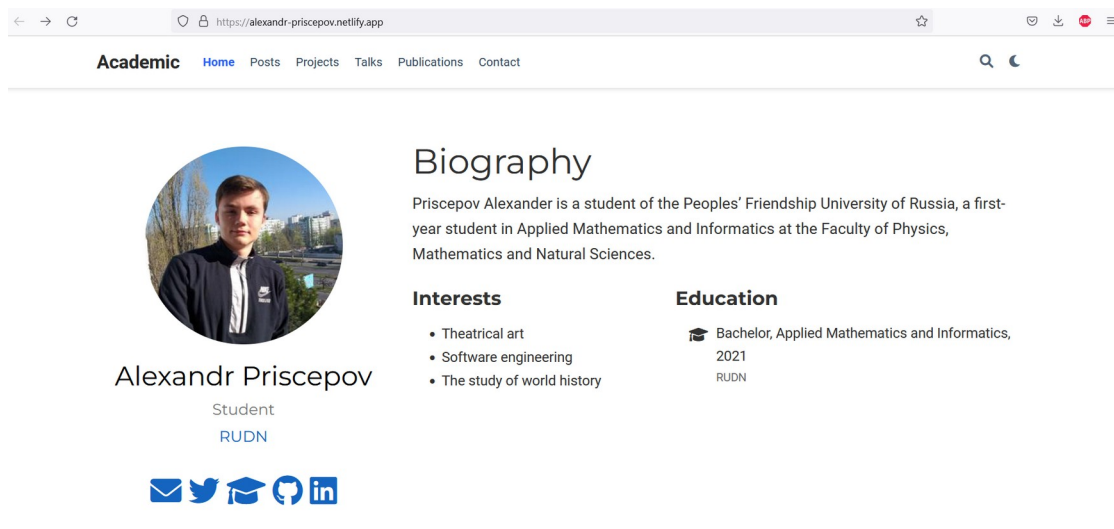 https://alexandr-priscepov.netlify.app
ABP
Academic Home Posts Projects Talks Publications Contact
Biography
Priscepov Alexander is a student of the Peoples’ Friendship University of Russia, a first-
year student in Applied Mathematics and Informatics at the Faculty of Physics,
Mathematics and Natural Sciences.
Interests
Theatrical art
Software engineering
The study of world history
Education
Bachelor, Applied Mathematics and Informatics,
2021
RUDN
Alexandr Priscepov
Student
RUDN
in